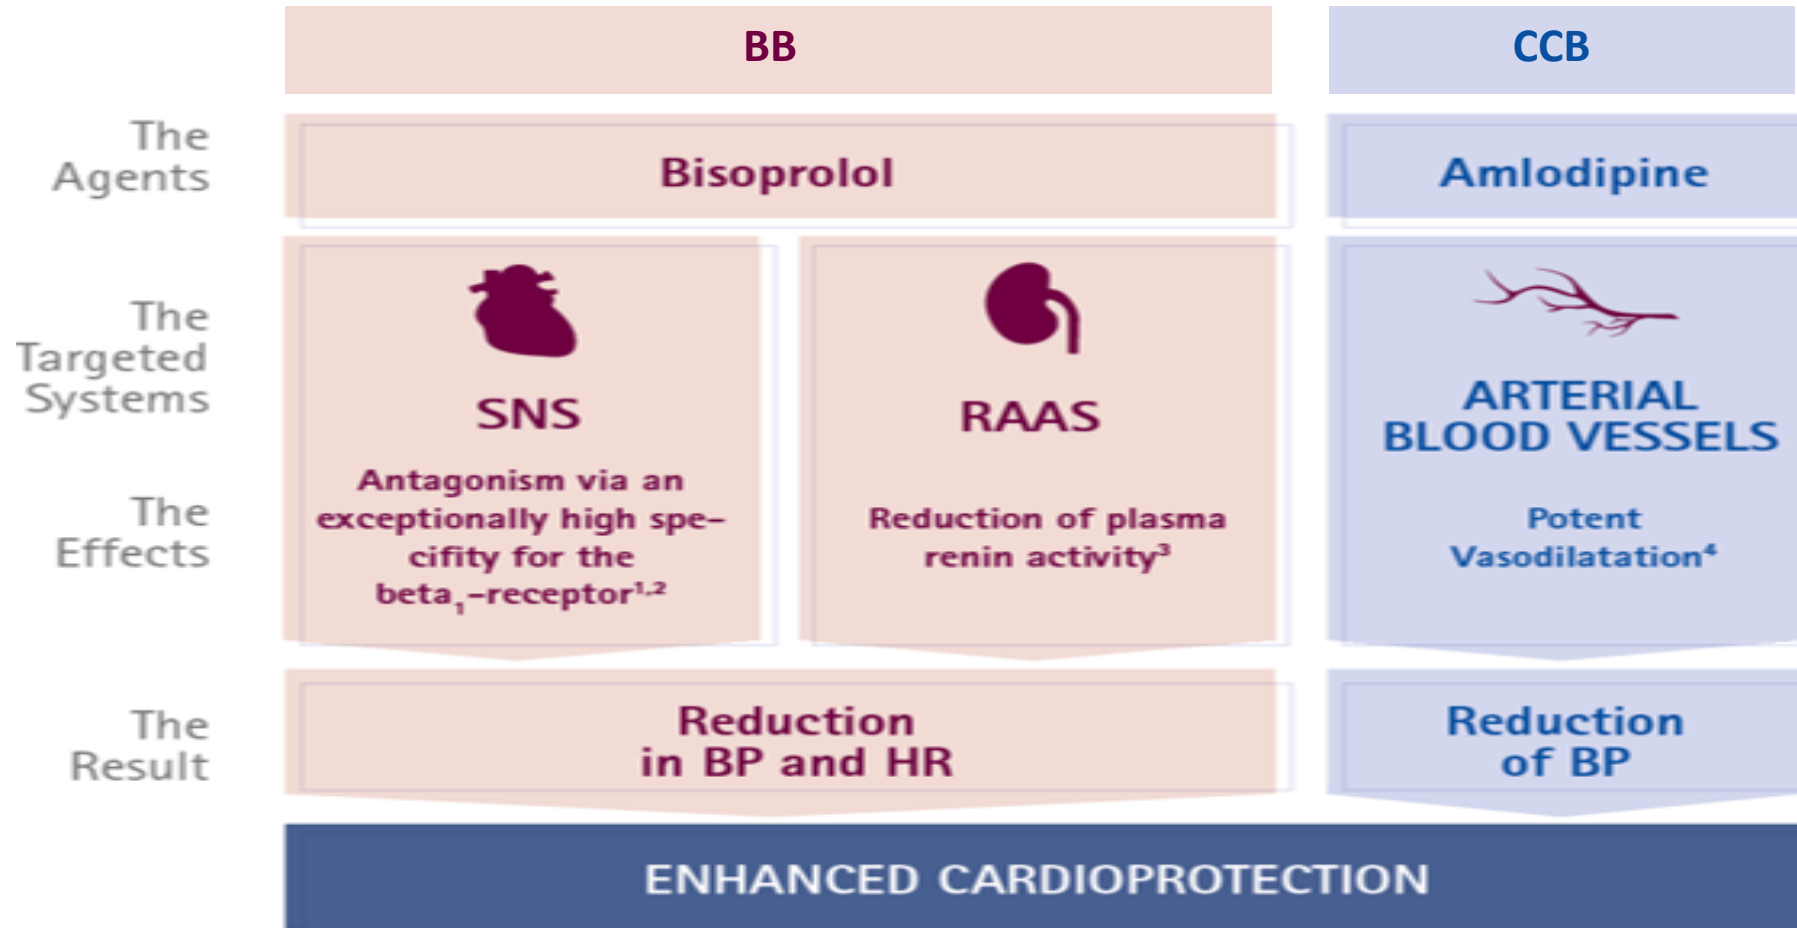 BB
CCB
The
Agents
Bisoprolol
Amlodipine
The
Targeted
Systems
SNS
RAAS
ARTERIAL
BLOOD VESSELS
The
Effects
Antagonism via an
exceptionally high spe-
cifity for the
beta₁-receptor¹,²
Reduction of plasma
renin activity³
Potent
Vasodilatation⁴
The
Result
Reduction
in BP and HR
Reduction
of BP
ENHANCED CARDIOPROTECTION